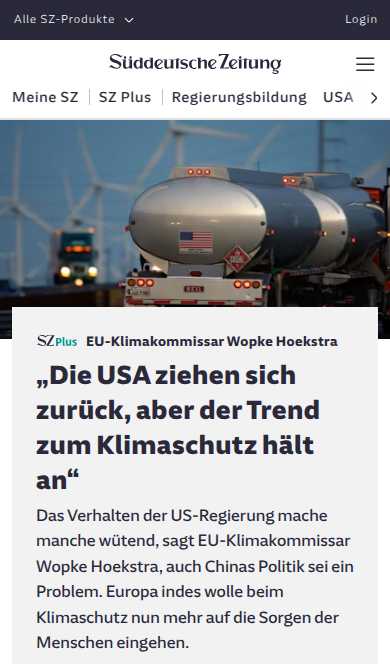 Alle SZ-Produkte
Login
Süddeutsche Zeitung
Meine SZ
SZ Plus
Regierungsbildung
USA
SZ Plus EU-Klimakommissar Wopke Hoekstra
„Die USA ziehen sich
zurück, aber der Trend
zum Klimaschutz hält
an“
Das Verhalten der US-Regierung mache
manche wütend, sagt EU-Klimakommissar
Wopke Hoekstra, auch Chinas Politik sei ein
Problem. Europa indes wolle beim
Klimaschutz nun mehr auf die Sorgen der
Menschen eingehen.